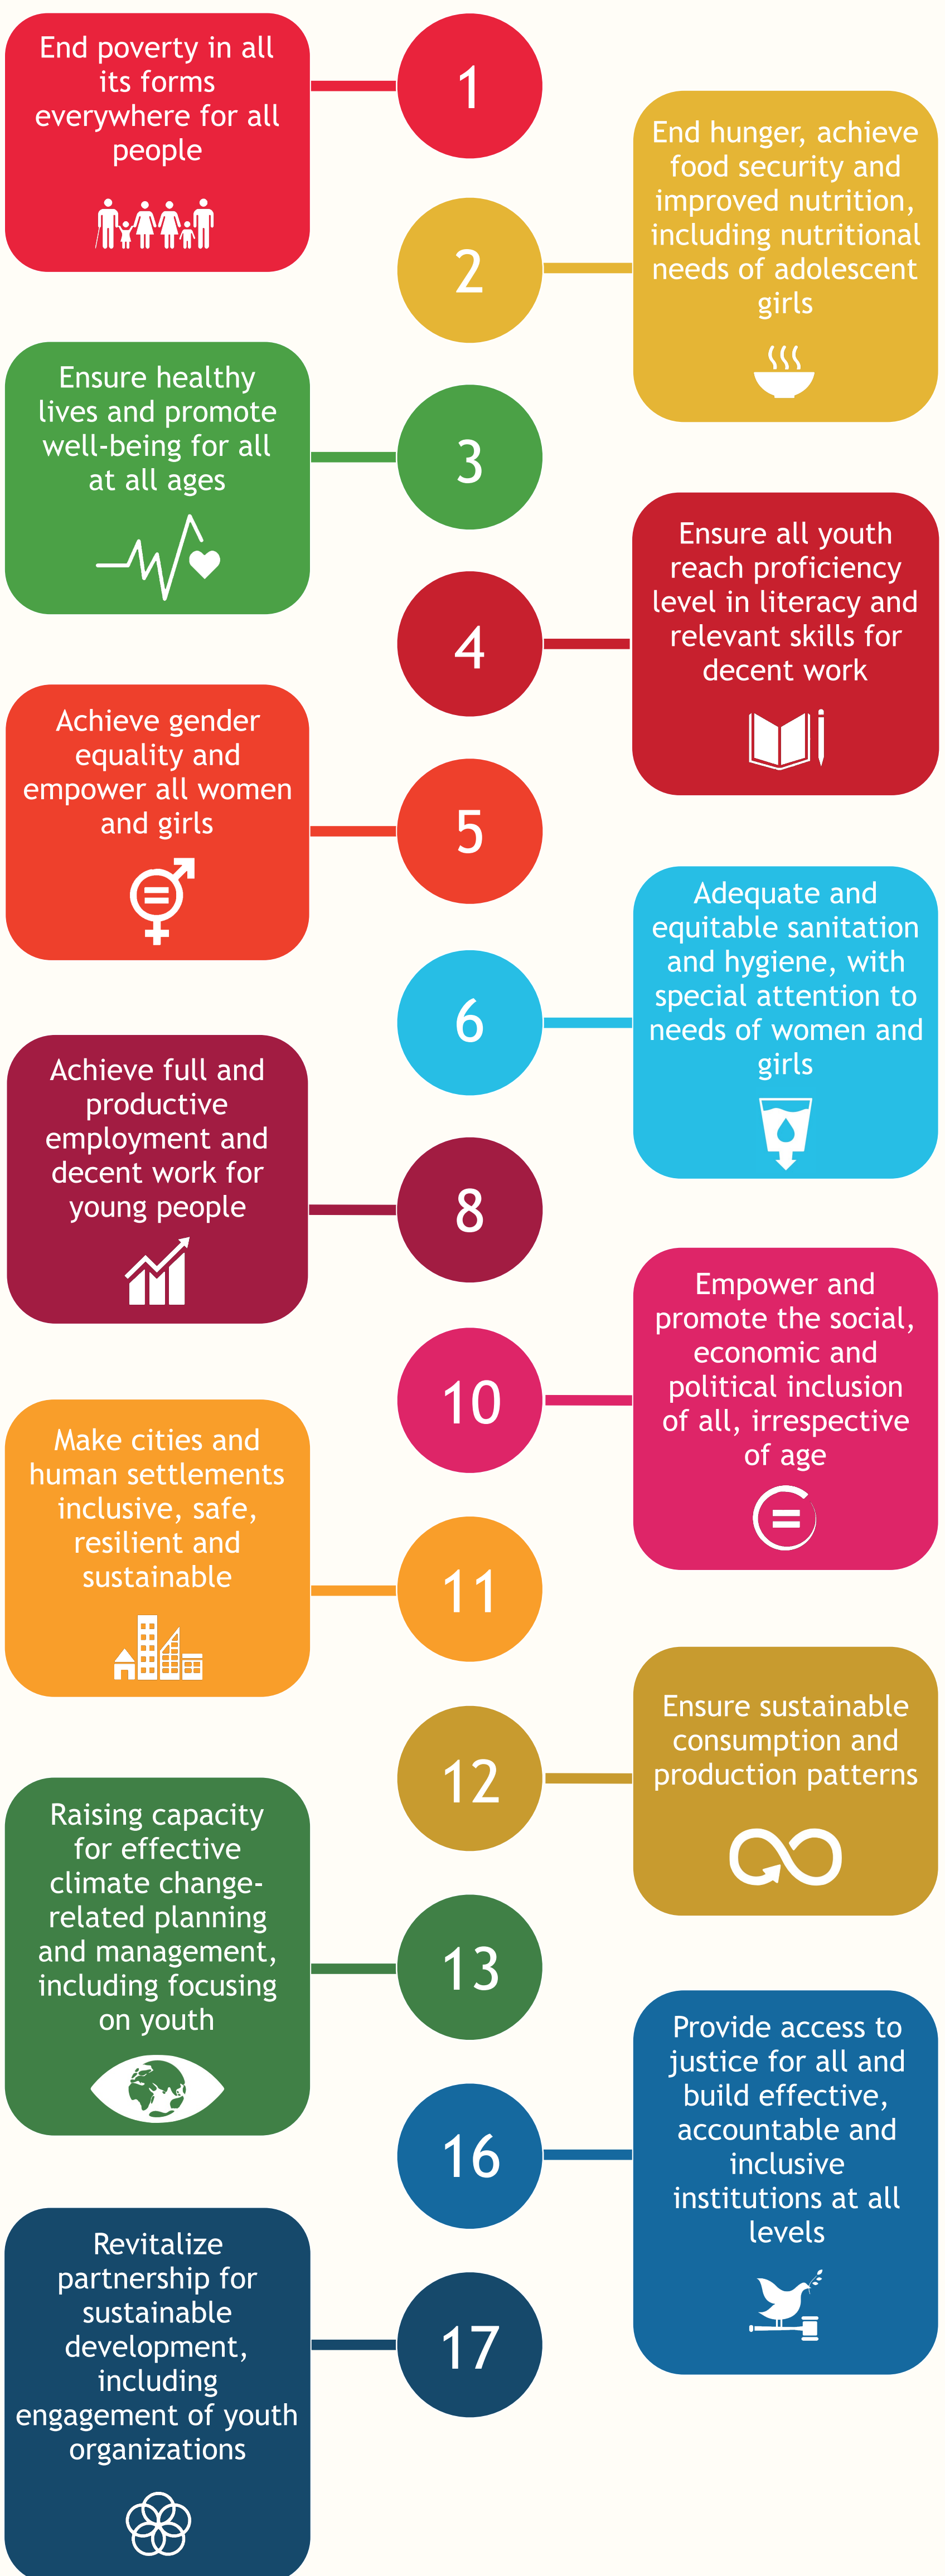 End poverty in all
its forms
everywhere for all
people
1
End hunger, achieve
food security and
improved nutrition,
including nutritional
needs of adolescent
girls
2
Ensure healthy
lives and promote
well-being for all
at all ages
3
Ensure all youth
reach proficiency
level in literacy and
relevant skills for
decent work
4
Achieve gender
equality and
empower all women
and girls
5
Adequate and
equitable sanitation
and hygiene, with
special attention to
needs of women and
girls
6
Achieve full and
productive
employment and
decent work for
young people
8
Empower and
promote the social,
economic and
political inclusion
of all, irrespective
of age
10
Make cities and
human settlements
inclusive, safe,
resilient and
sustainable
11
Ensure sustainable
consumption and
production patterns
12
Raising capacity
for effective
climate change-
related planning
and management,
including focusing
on youth
13
Provide access to
justice for all and
build effective,
accountable and
inclusive
institutions at all
levels
16
Revitalize
partnership for
sustainable
development,
including
engagement of youth
organizations
17